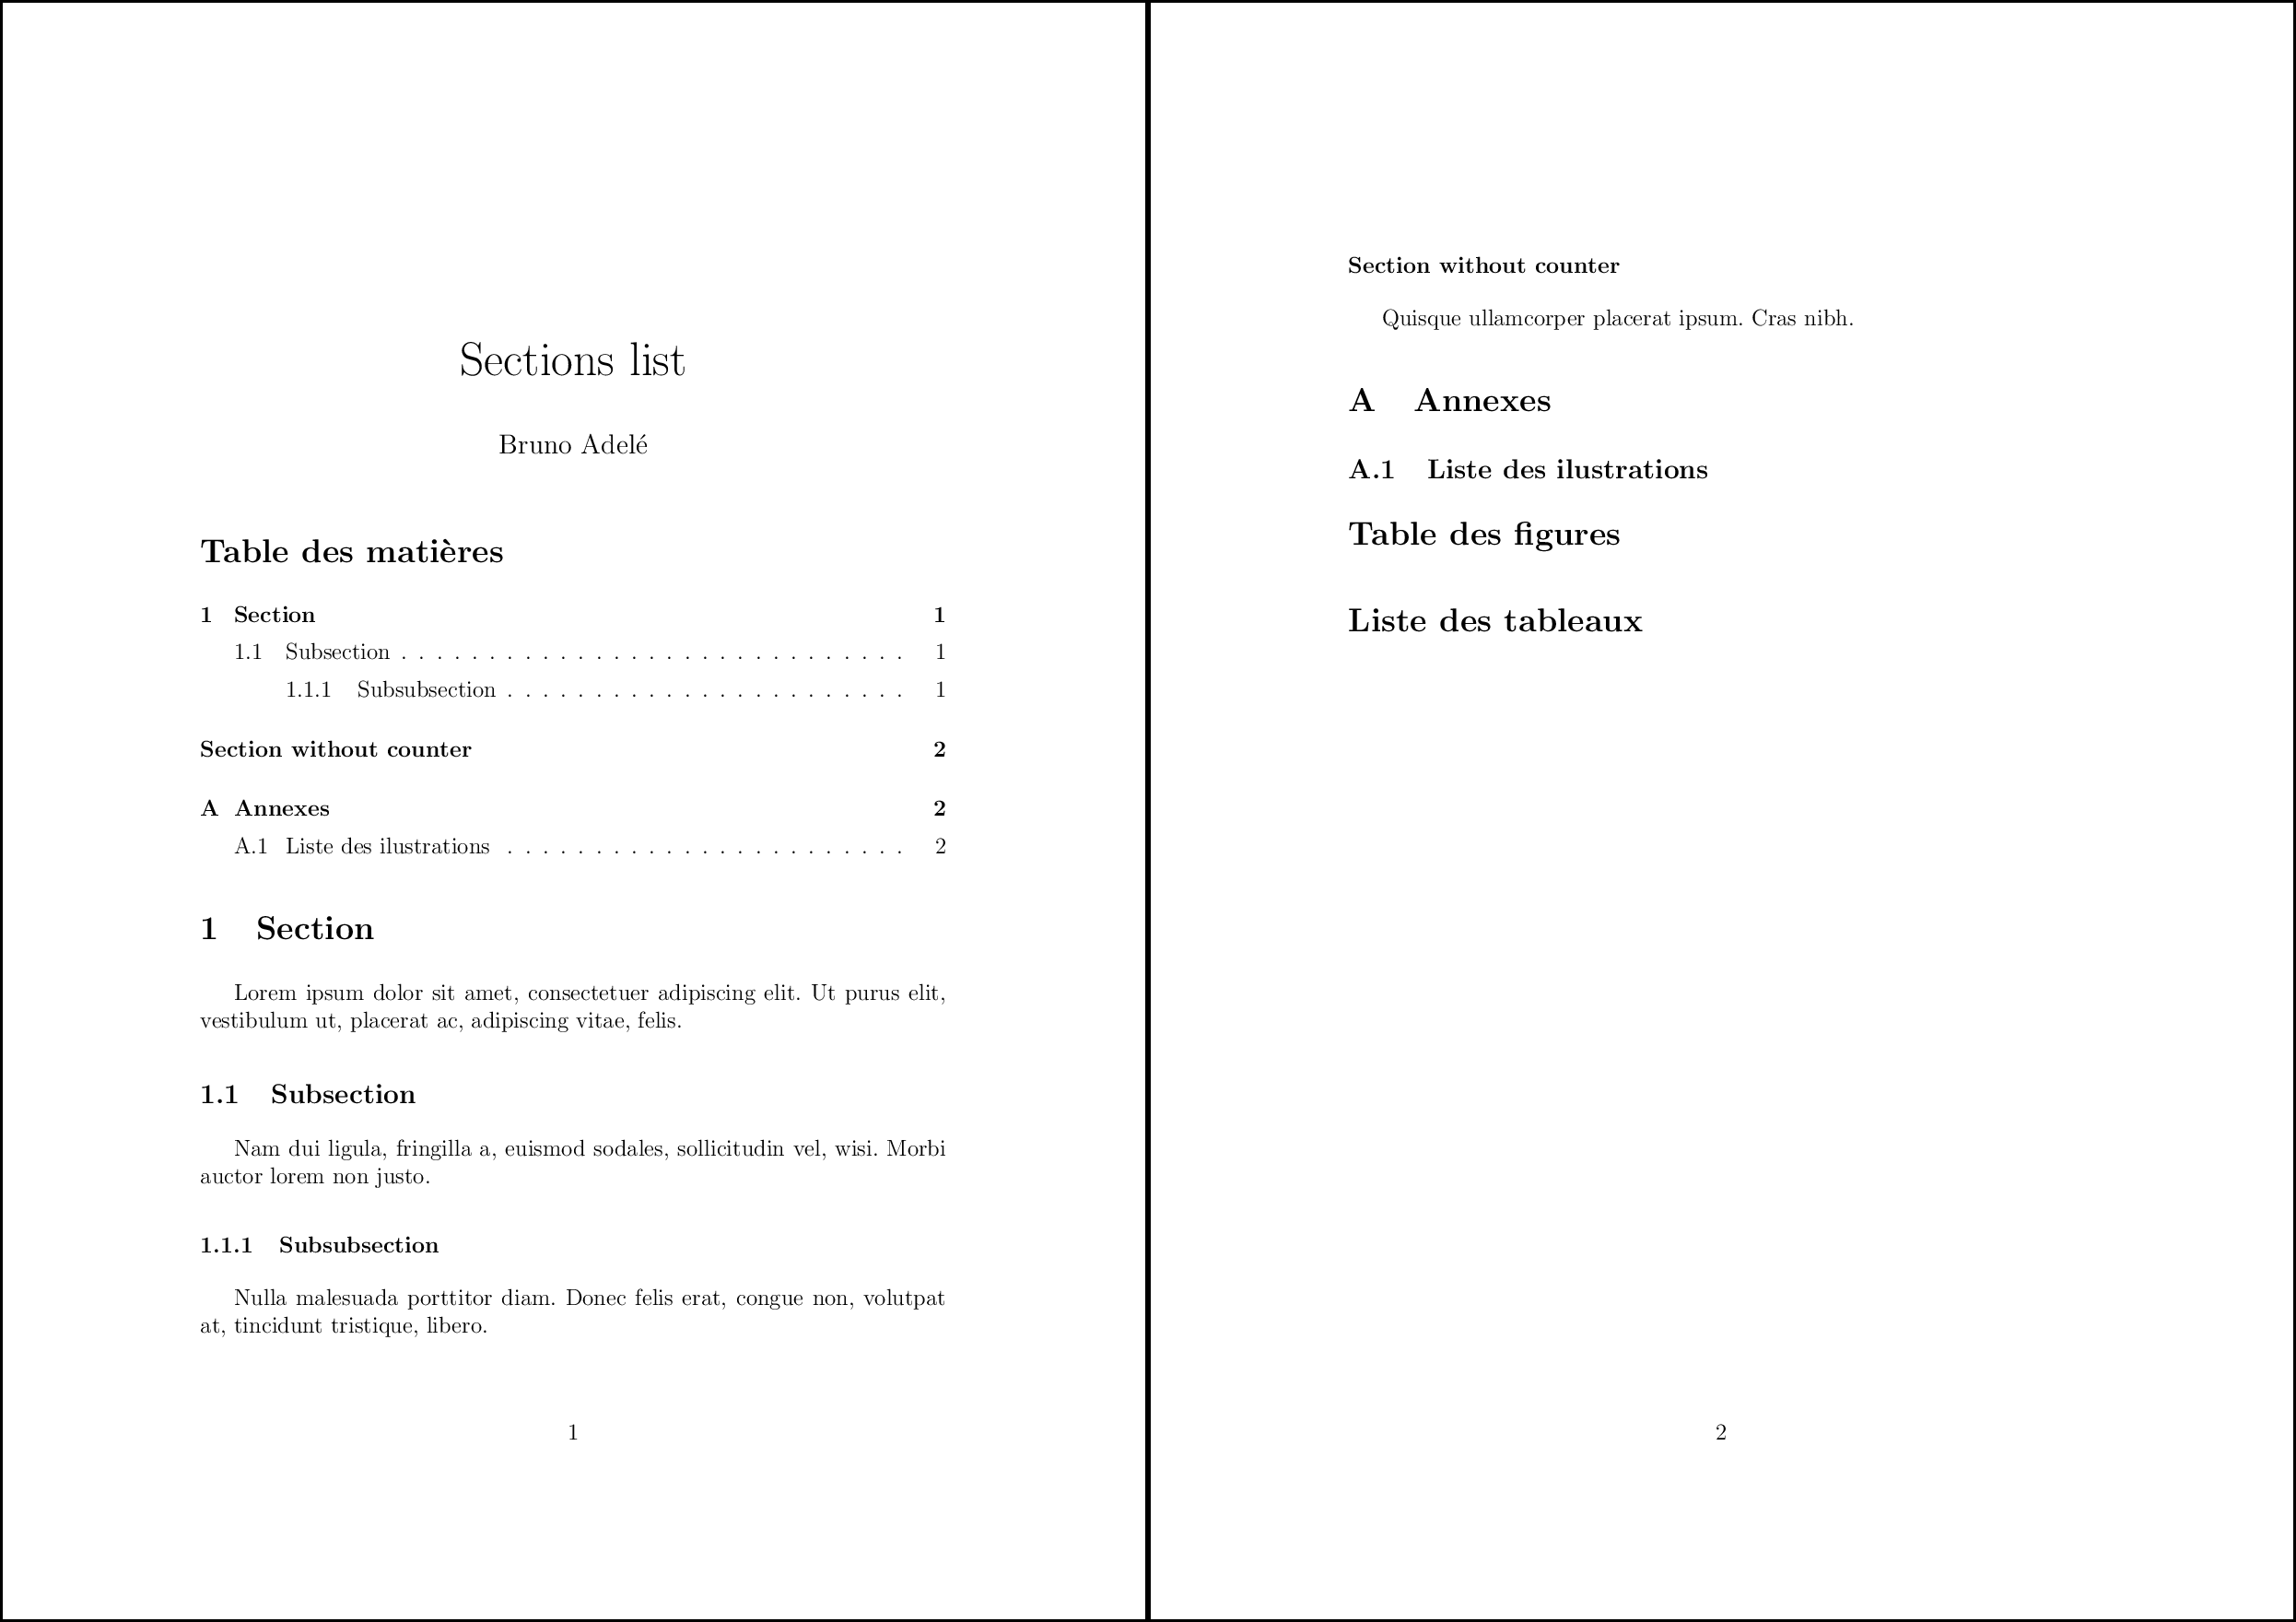 Sections list
Bruno Adelé
Table des matières
1 Section 1
1.1 Subsection . . . . . . . . . . . . . . . . . . . . . . . . . . . . . 1
1.1.1 Subsubsection . . . . . . . . . . . . . . . . . . . . . . . 1
Section without counter 2
A Annexes 2
A.1 Liste des ilustrations . . . . . . . . . . . . . . . . . . . . . . . 2
1 Section
Lorem ipsum dolor sit amet, consectetuer adipiscing elit. Ut purus elit,
vestibulum ut, placerat ac, adipiscing vitae, felis.
1.1 Subsection
Nam dui ligula, fringilla a, euismod sodales, sollicitudin vel, wisi. Morbi
auctor lorem non justo.
1.1.1 Subsubsection
Nulla malesuada porttitor diam. Donec felis erat, congue non, volutpat
at, tincidunt tristique, libero.
1
Section without counter
Quisque ullamcorper placerat ipsum. Cras nibh.
A Annexes
A.1 Liste des ilustrations
Table des figures
Liste des tableaux
2